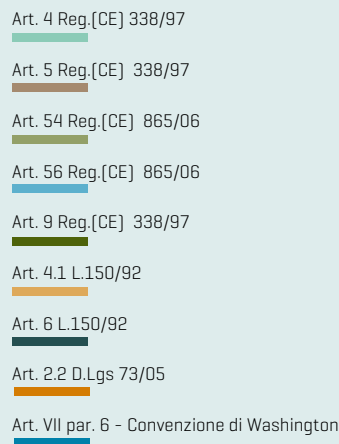 Art. 4 Reg.(CE) 338/97
Art. 5 Reg.(CE) 338/97
Art. 54 Reg.(CE) 865/06
Art. 56 Reg.(CE) 865/06
Art. 9 Reg.(CE) 338/97
Art. 4.1 L.150/92
Art. 6 L.150/92
Art. 2.2 D.Lgs 73/05
Art. VII par. 6 - Convenzione di Washington